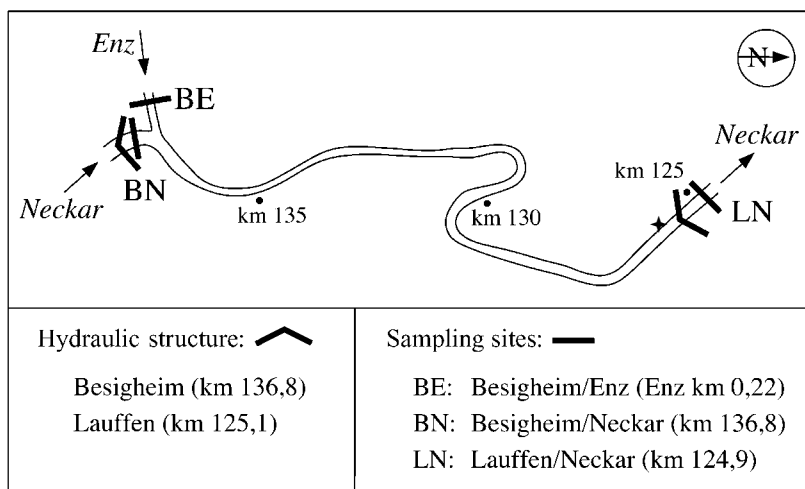 Enz
N
BE
Neckar
km 125
BN
Neckar
km 135
km 130
LN
Hydraulic structure:
Besigheim (km 136,8)
Lauffen (km 125,1)
Sampling sites:
BE: Besigheim/Enz (Enz km 0,22)
BN: Besigheim/Neckar (km 136,8)
LN: Lauffen/Neckar (km 124,9)